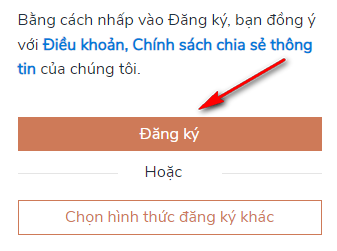 Bằng cách nhấp vào Đăng ký, bạn đồng ý
với Điều khoản, Chính sách chia sẻ thông
tin của chúng tôi.
Đăng ký
Hoặc
Chọn hình thức đăng ký khác